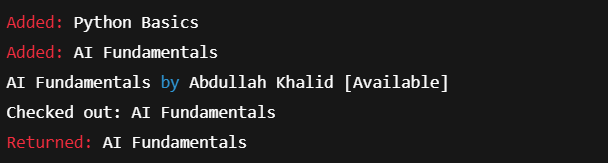 Added: Python Basics
Added: AI Fundamentals
AI Fundamentals by Abdullah Khalid [Available]
Checked out: AI Fundamentals
Returned: AI Fundamentals